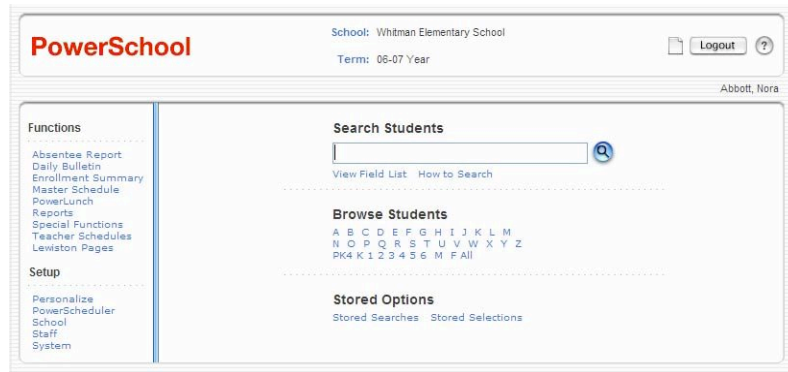 PowerSchool
School: Whitman Elementary School
Term: 06-07 Year
Logout ?
Abbott, Nora
Functions
Absentee Report
Daily Bulletin
Enrollment Summary
Master Schedule
PowerLunch
Reports
Special Functions
Teacher Schedules
Lewiston Pages
Setup
Personalize
PowerScheduler
School
Staff
System
Search Students
View Field List How to Search
Browse Students
A B C D E F G H I J K L M
N O P Q R S T U V W X Y Z
PK4 K 1 2 3 4 5 6 M F All
Stored Options
Stored Searches Stored Selections